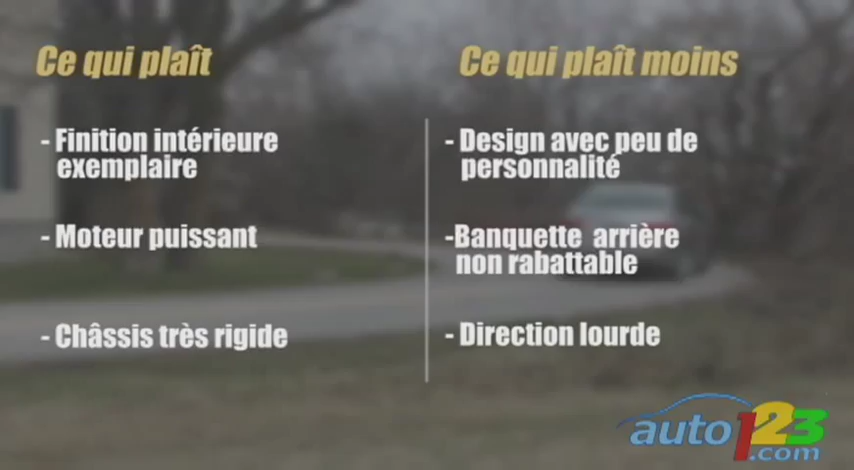 Ce qui plaît
- Finition intérieure
exemplaire
- Moteur puissant
- Châssis très rigide
Ce qui plaît moins
- Design avec peu de
personnalité
-Banquette arrière
non rabattable
- Direction lourde
auto123
.com